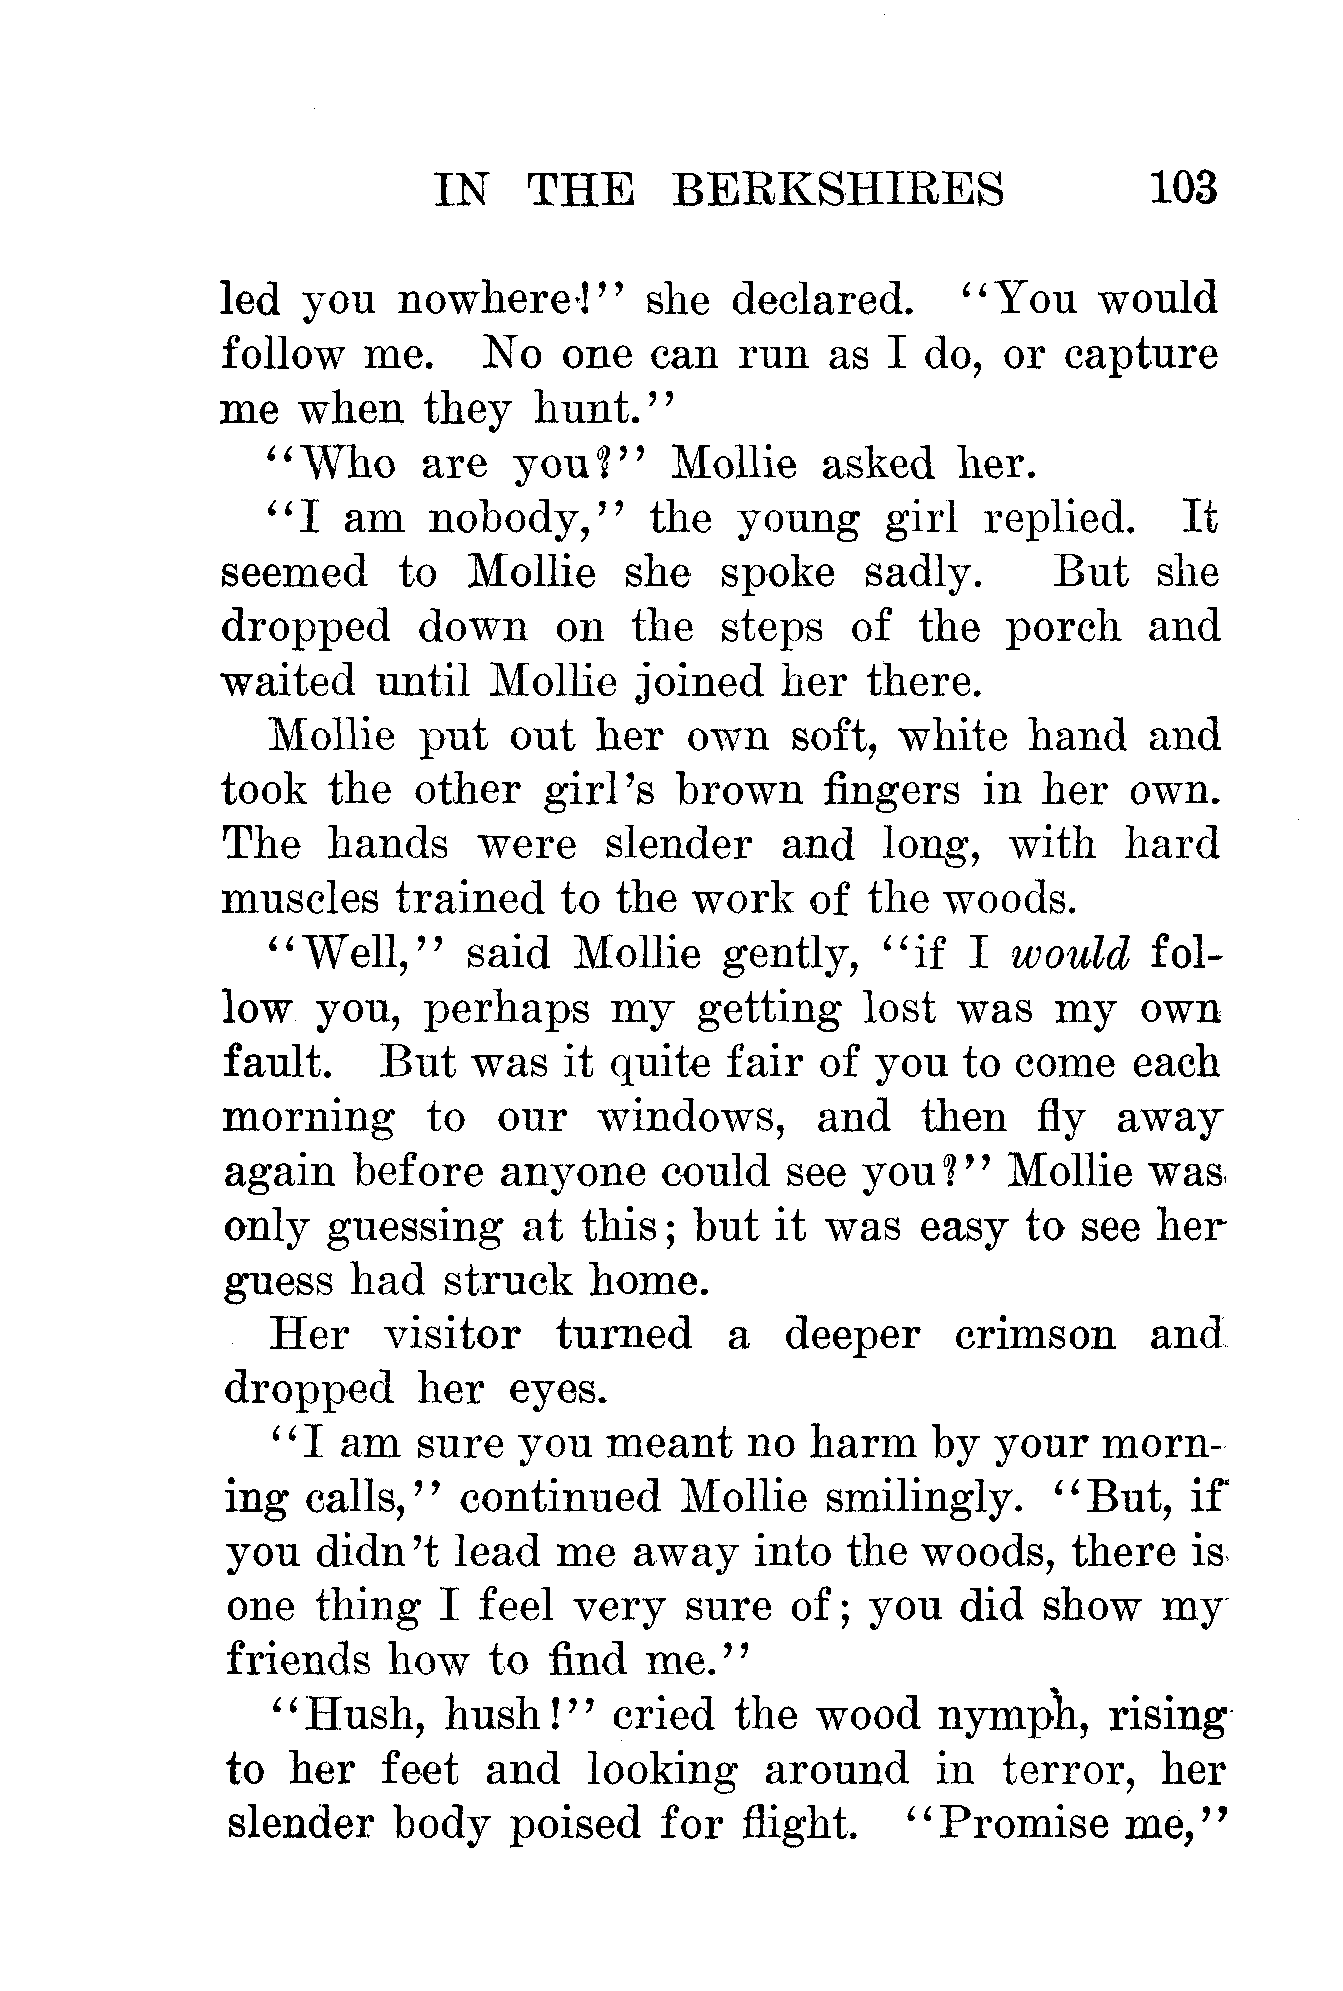 IN THE BERKSHIRES 103
led you nowhere!" she declared. "You would
follow me. No one can run as I do, or capture
me when they hunt."
"Who are you?" Mollie asked her.
"I am nobody," the young girl replied. It
seemed to Mollie she spoke sadly. But she
dropped down on the steps of the porch and
waited until Mollie joined her there.
Mollie put out her own soft, white hand and
took the other girl's brown fingers in her own.
The hands were slender and long, with hard
muscles trained to the work of the woods.
"Well," said Mollie gently, "if I would fol-
low you, perhaps my getting lost was my own
fault. But was it quite fair of you to come each
morning to our windows, and then fly away
again before anyone could see you?" Mollie was
only guessing at this; but it was easy to see her
guess had struck home.
Her visitor turned a deeper crimson and
dropped her eyes.
"I am sure you meant no harm by your morn-
ing calls," continued Mollie smilingly. "But, if
you didn't lead me away into the woods, there is
one thing I feel very sure of; you did show my
friends how to find me."
"Hush, hush!" cried the wood nymph, rising
to her feet and looking around in terror, her
slender body poised for flight. "Promise me,"